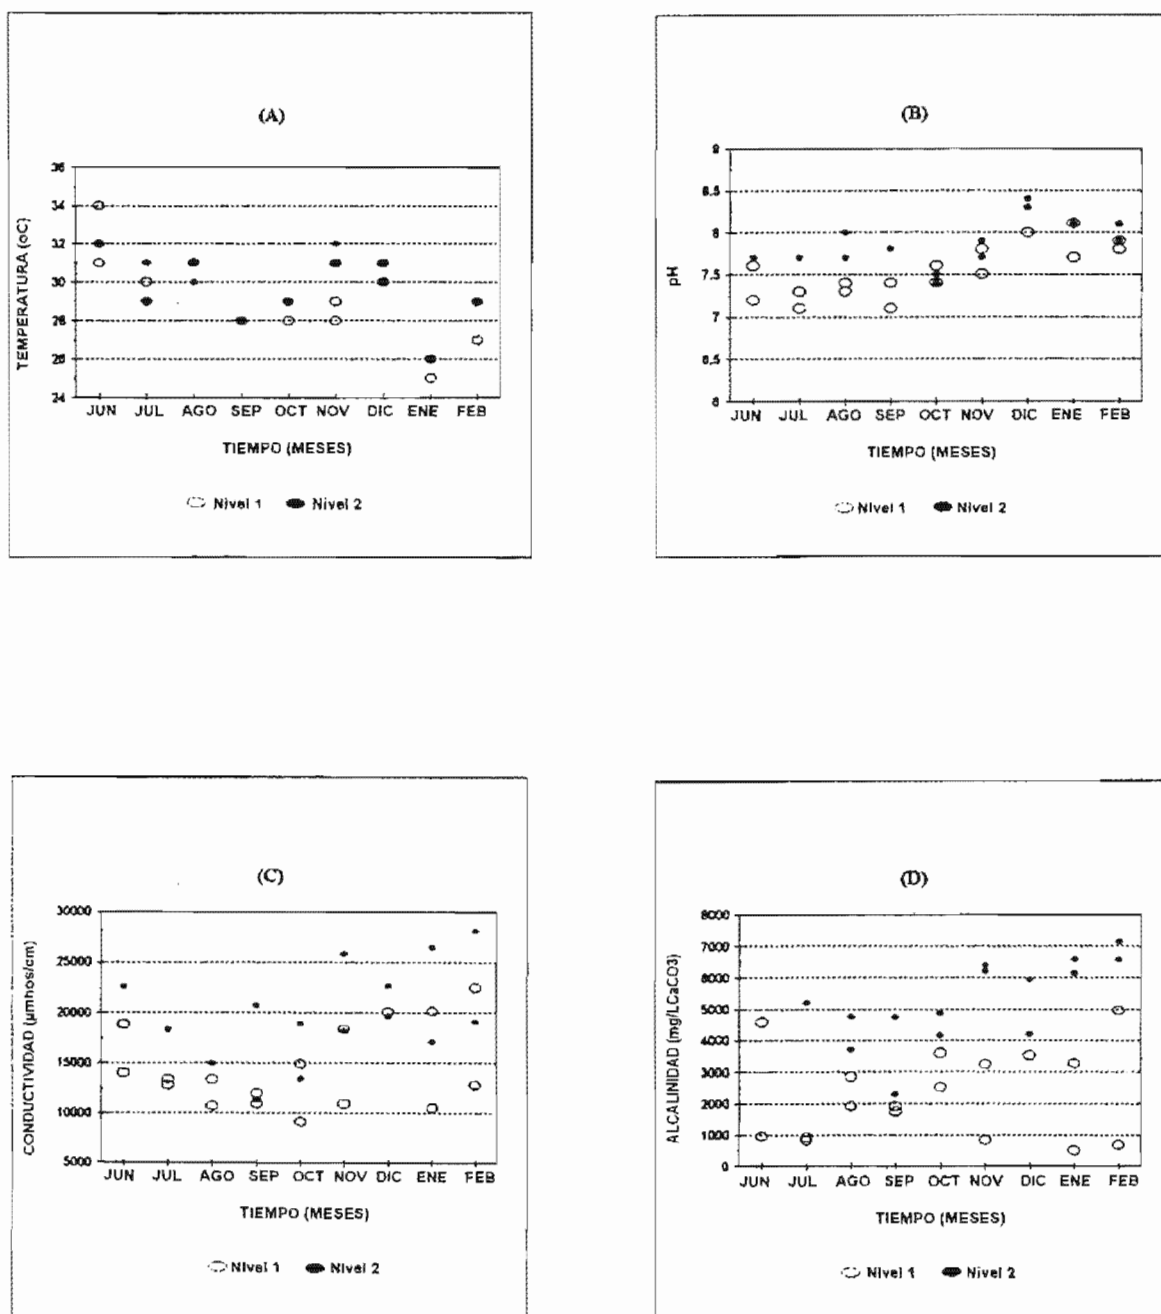 (A)
36
34
32
30
28
26
24
TEMPERATURA (oC)
JUN JUL AGO SEP OCT NOV DIC ENE FEB
TIEMPO (MESES)
Nivel 1 Nivel 2
(B)
9
8.5
8
7.5
7
6.5
6
pH
JUN JUL AGO SEP OCT NOV DIC ENE FEB
TIEMPO (MESES)
Nivel 1 Nivel 2
(C)
30000
25000
20000
15000
10000
5000
CONDUCTIVIDAD (µmhos/cm)
JUN JUL AGO SEP OCT NOV DIC ENE FEB
TIEMPO (MESES)
Nivel 1 Nivel 2
(D)
8000
7000
6000
5000
4000
3000
2000
1000
0
ALCALINIDAD (mg/LCaCO3)
JUN JUL AGO SEP OCT NOV DIC ENE FEB
TIEMPO (MESES)
Nivel 1 Nivel 2